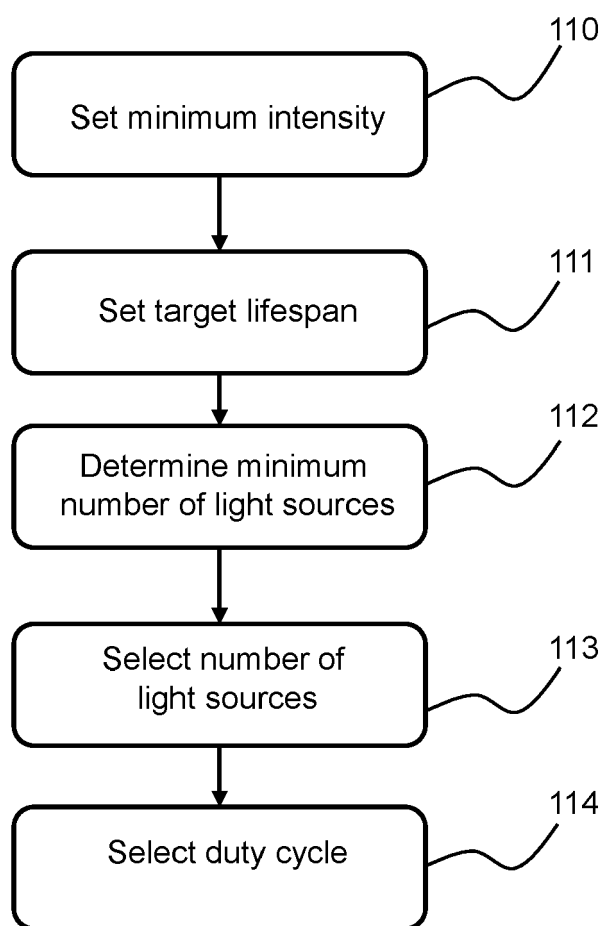 110
Set minimum intensity
111
Set target lifespan
112
Determine minimum
number of light sources
113
Select number of
light sources
114
Select duty cycle